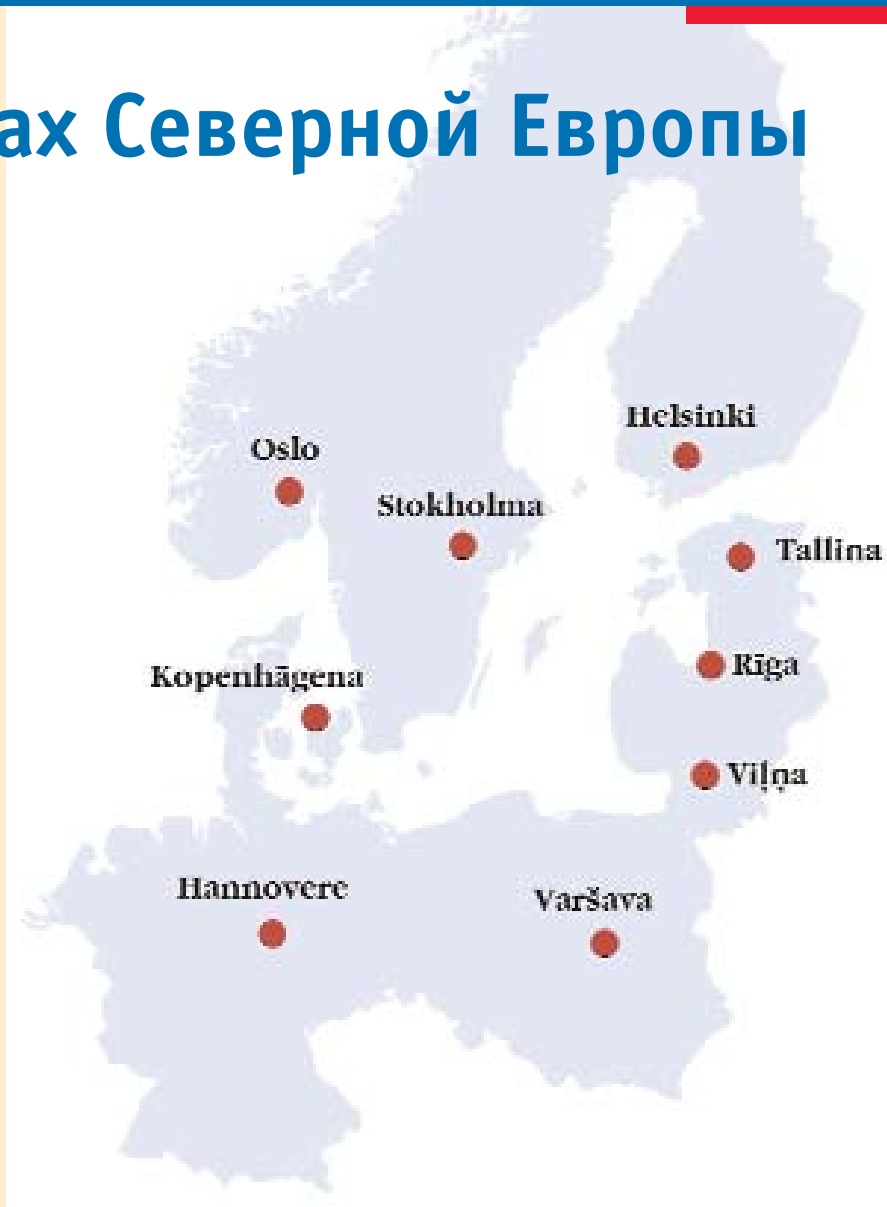 ах Северной Европы
Helsinki
Oslo
Stokholma
Tallina
Rīga
Kopenhāgena
Viļņa
Hannovere
Varšava